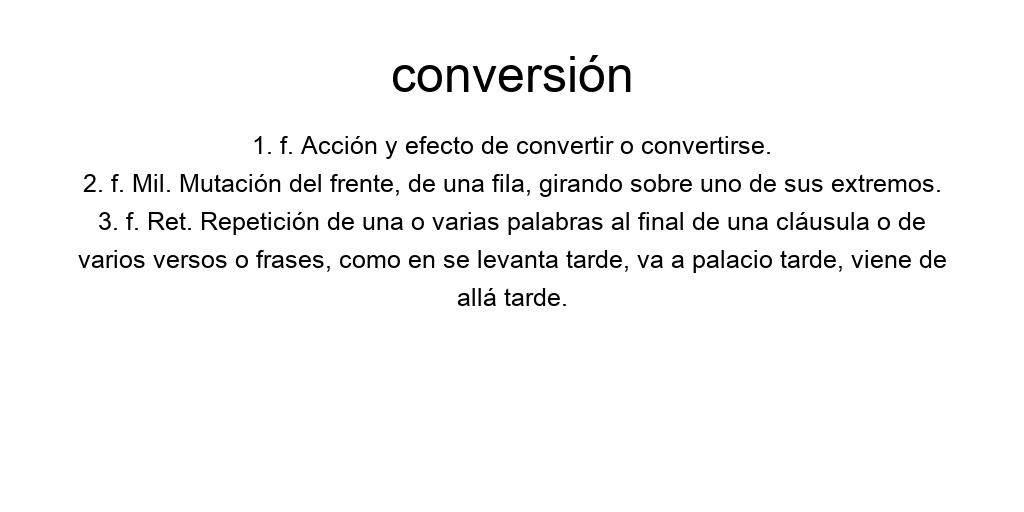 conversión
1. f. Acción y efecto de convertir o convertirse.
2. f. Mil. Mutación del frente, de una fila, girando sobre uno de sus extremos.
3. f. Ret. Repetición de una o varias palabras al final de una cláusula o de
varios versos o frases, como en se levanta tarde, va a palacio tarde, viene de
allá tarde.